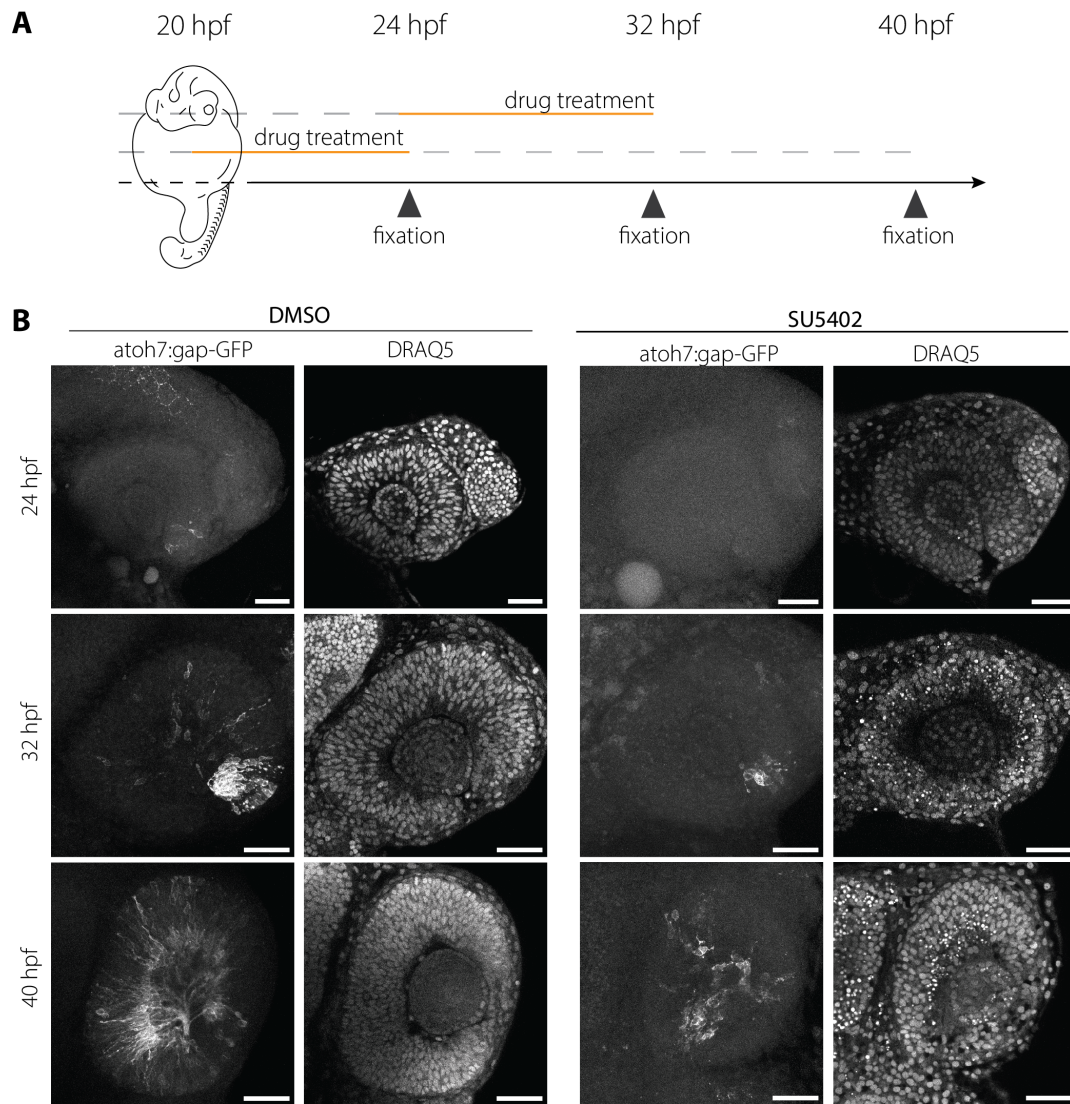 A
20 hpf 24 hpf 32 hpf 40 hpf
drug treatment
drug treatment
fixation fixation fixation
B
DMSO SU5402
atoh7:gap-GFP DRAQ5 atoh7:gap-GFP DRAQ5
24 hpf
32 hpf
40 hpf